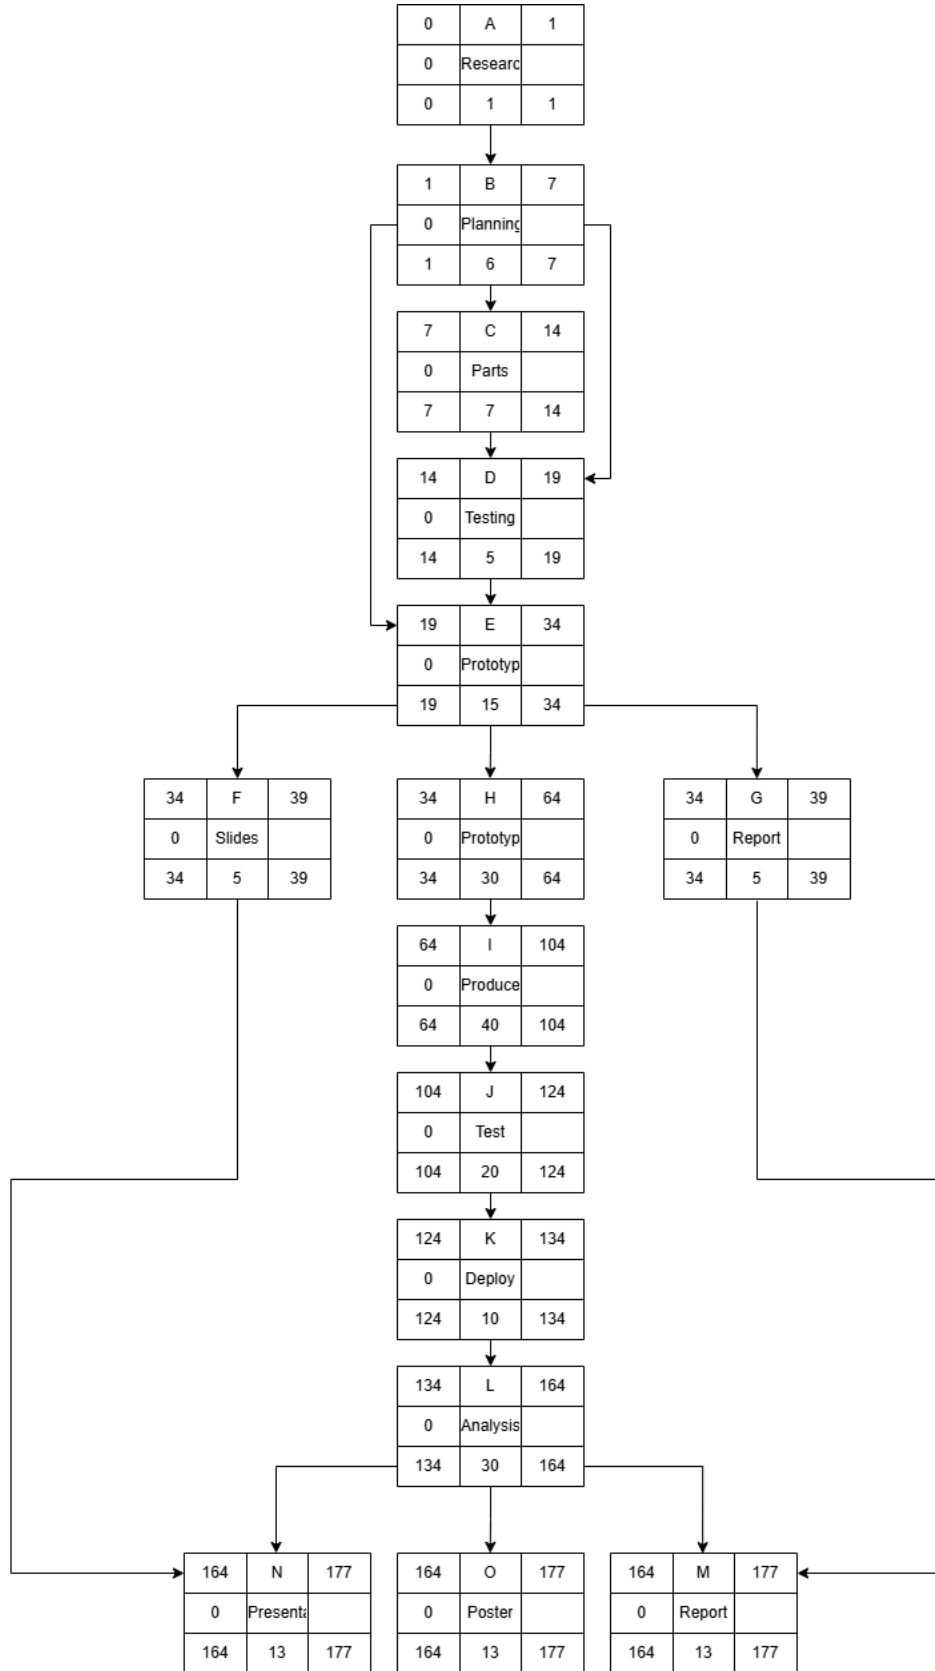 0 A 1
0 Researc
0 1 1
1 B 7
0 Planning
1 6 7
7 C 14
0 Parts
7 7 14
14 D 19
0 Testing
14 5 19
19 E 34
0 Prototyp
19 15 34
34 F 39
0 Slides
34 5 39
34 H 64
0 Prototyp
34 30 64
34 G 39
0 Report
34 5 39
64 I 104
0 Produce
64 40 104
104 J 124
0 Test
104 20 124
124 K 134
0 Deploy
124 10 134
134 L 164
0 Analysis
134 30 164
164 N 177
0 Presenta
164 13 177
164 O 177
0 Poster
164 13 177
164 M 177
0 Report
164 13 177